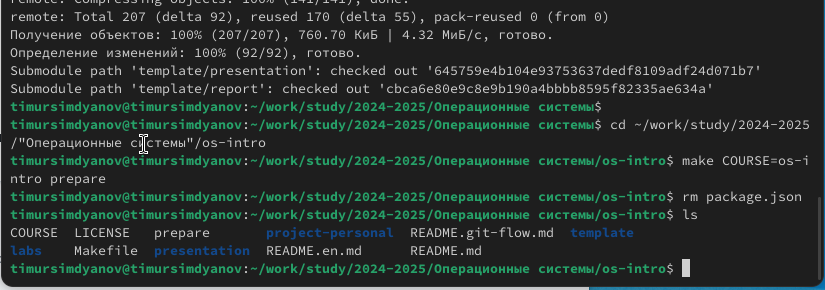 remote: Compressing objects: 100% (141/141), done.
remote: Total 207 (delta 92), reused 170 (delta 55), pack-reused 0 (from 0)
Получение объектов: 100% (207/207), 760.70 КиБ | 4.32 МиБ/с, готово.
Определение изменений: 100% (92/92), готово.
Submodule path 'template/presentation': checked out '645759e4b104e93753637dedf8109adf24d071b7'
Submodule path 'template/report': checked out 'cbca6e80e9c8e9b190a4bbbb8595f82335ae634a'
timursimdyanov@timursimdyanov:~/work/study/2024-2025/Операционные системы$
timursimdyanov@timursimdyanov:~/work/study/2024-2025/Операционные системы$ cd ~/work/study/2024-2025
/"Операционные системы"/os-intro
timursimdyanov@timursimdyanov:~/work/study/2024-2025/Операционные системы/os-intro$ make COURSE=os-i
ntro prepare
timursimdyanov@timursimdyanov:~/work/study/2024-2025/Операционные системы/os-intro$ rm package.json
timursimdyanov@timursimdyanov:~/work/study/2024-2025/Операционные системы/os-intro$ ls
COURSE LICENSE prepare project-personal README.git-flow.md template
labs Makefile presentation README.en.md README.md
timursimdyanov@timursimdyanov:~/work/study/2024-2025/Операционные системы/os-intro$